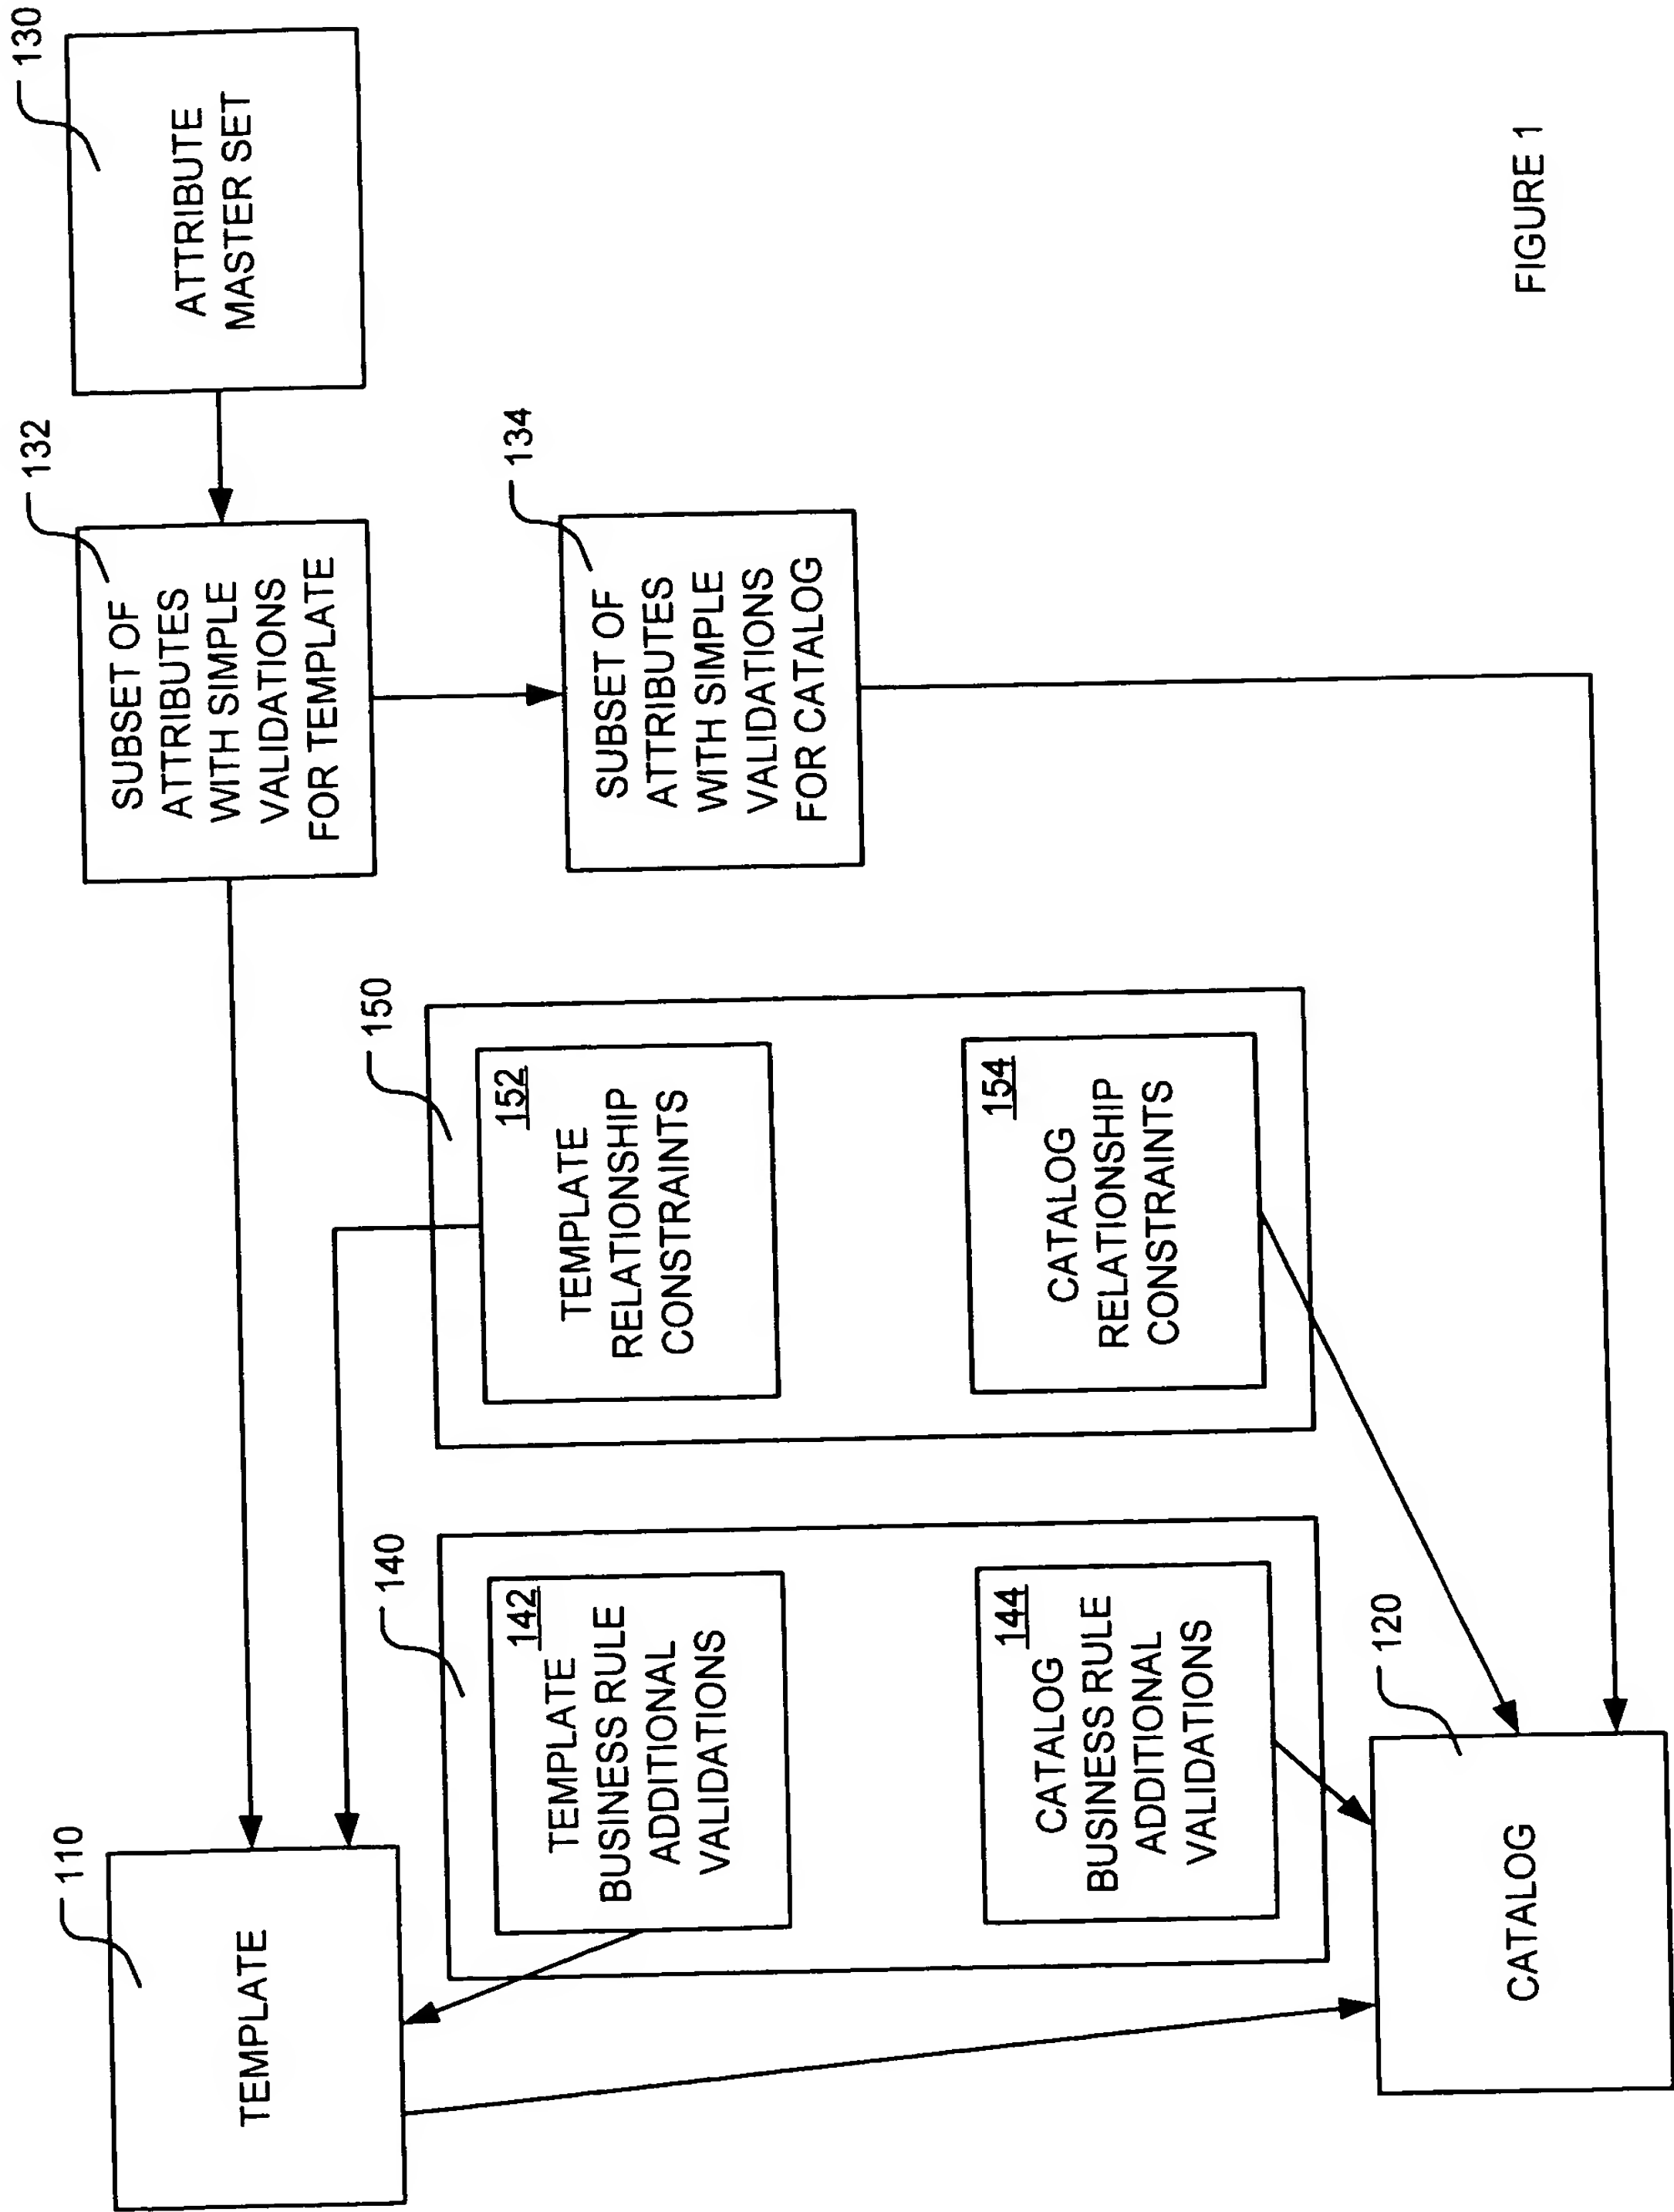 110
TEMPLATE
140
142
TEMPLATE
BUSINESS RULE
ADDITIONAL
VALIDATIONS
144
CATALOG
BUSINESS RULE
ADDITIONAL
VALIDATIONS
120
CATALOG
150
152
TEMPLATE
RELATIONSHIP
CONSTRAINTS
154
CATALOG
RELATIONSHIP
CONSTRAINTS
132
SUBSET OF
ATTRIBUTES
WITH SIMPLE
VALIDATIONS
FOR TEMPLATE
134
SUBSET OF
ATTRIBUTES
WITH SIMPLE
VALIDATIONS
FOR CATALOG
130
ATTRIBUTE
MASTER SET
FIGURE 1